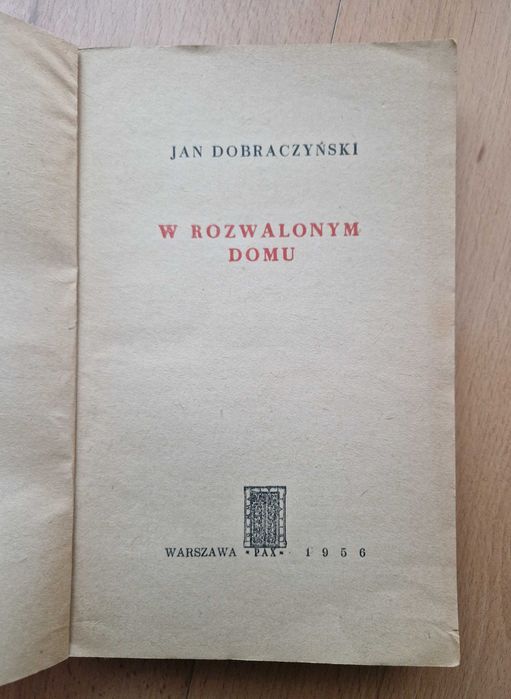 JAN DOBRACZYŃSKI
W ROZWALONYM
DOMU
WARSZAWA «PAX» 1956